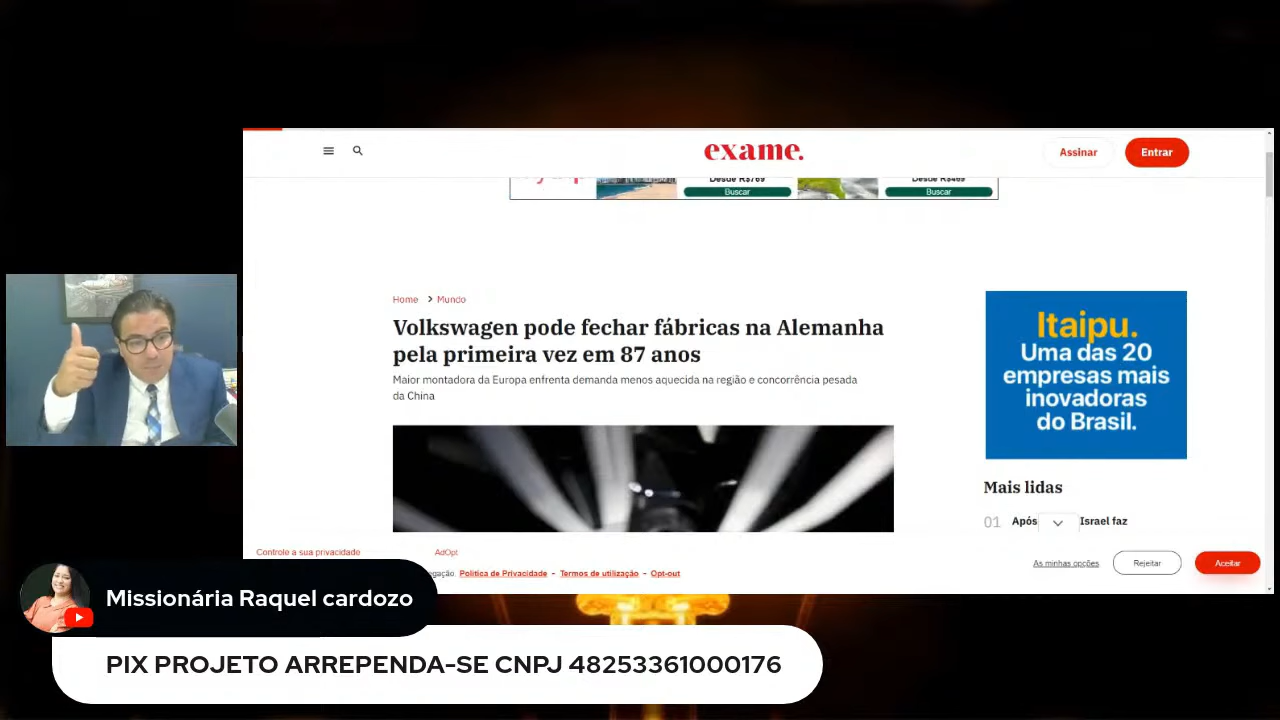 exame.
Assinar
Entrar
Desde R$769
Desde R$469
Buscar
Buscar
Home > Mundo
Volkswagen pode fechar fábricas na Alemanha
pela primeira vez em 87 anos
Maior montadora da Europa enfrenta demanda menos aquecida na região e concorrência pesada
da China
Itaipu.
Uma das 20
empresas mais
inovadoras
do Brasil.
Mais lidas
01 Após Israel faz
Controle a sua privacidade
AdOpt
Política de Privacidade - Termos de utilização - Opt-out
As minhas opções
Rejeitar
Aceitar
Missionária Raquel cardozo
PIX PROJETO ARREPENDA-SE CNPJ 48253361000176